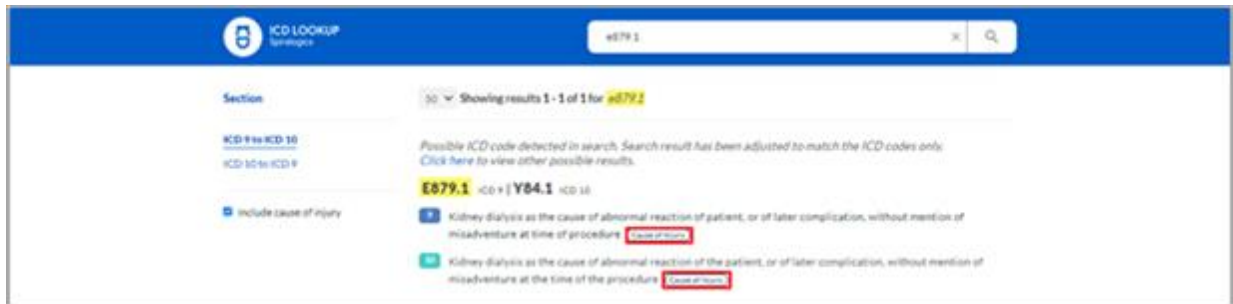 ICD LOOKUP
Spiralogics
e879.1
Section
50 Showing results 1 - 1 of 1 for e879.1
ICD 9 to ICD 10
ICD 10 to ICD 9
Possible ICD code detected in search. Search result has been adjusted to match the ICD codes only.
Click here to view other possible results.
E879.1 ICD 9 | Y84.1 ICD 10
Include cause of injury
9 Kidney dialysis as the cause of abnormal reaction of patient, or of later complication, without mention of
misadventure at time of procedure Cause of Injury
10 Kidney dialysis as the cause of abnormal reaction of the patient, or of later complication, without mention of
misadventure at the time of the procedure Cause of Injury